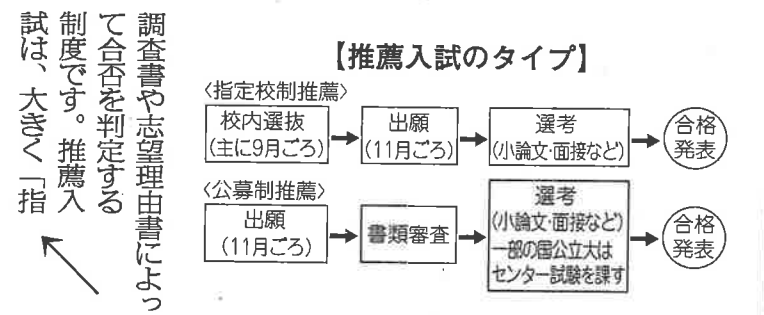 調査書や志望理由書によっ
て合否を判定する
制度です。推薦入
試は、大きく「指
【推薦入試のタイプ】
〈指定校制推薦〉
校内選抜
(主に9月ごろ)
出願
(11月ごろ)
選考
(小論文・面接など)
合格
発表
〈公募制推薦〉
出願
(11月ごろ)
書類審査
選考
(小論文・面接など)
一部の国公立大は
センター試験を課す
合格
発表